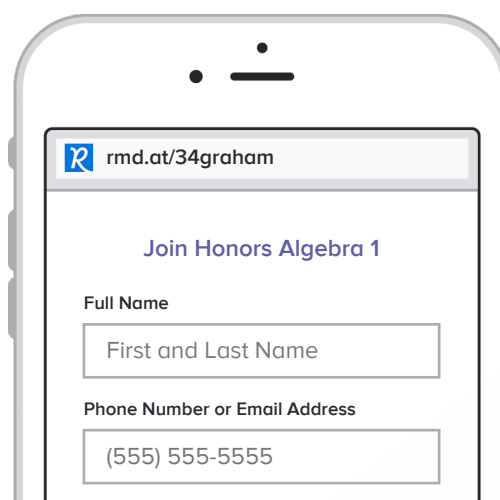 R rmd.at/34graham
Join Honors Algebra 1
Full Name
First and Last Name
Phone Number or Email Address
(555) 555-5555